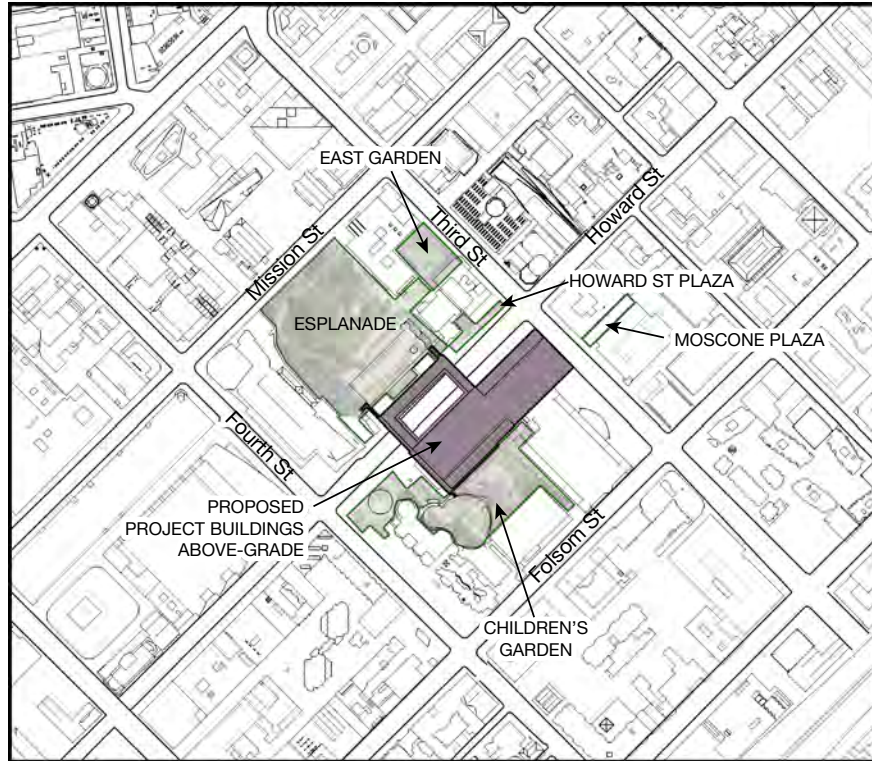 EAST GARDEN
Third St
Howard St
Mission St
HOWARD ST PLAZA
ESPLANADE
MOSCONE PLAZA
Fourth St
PROPOSED
PROJECT BUILDINGS
ABOVE-GRADE
Folsom St
CHILDREN'S
GARDEN